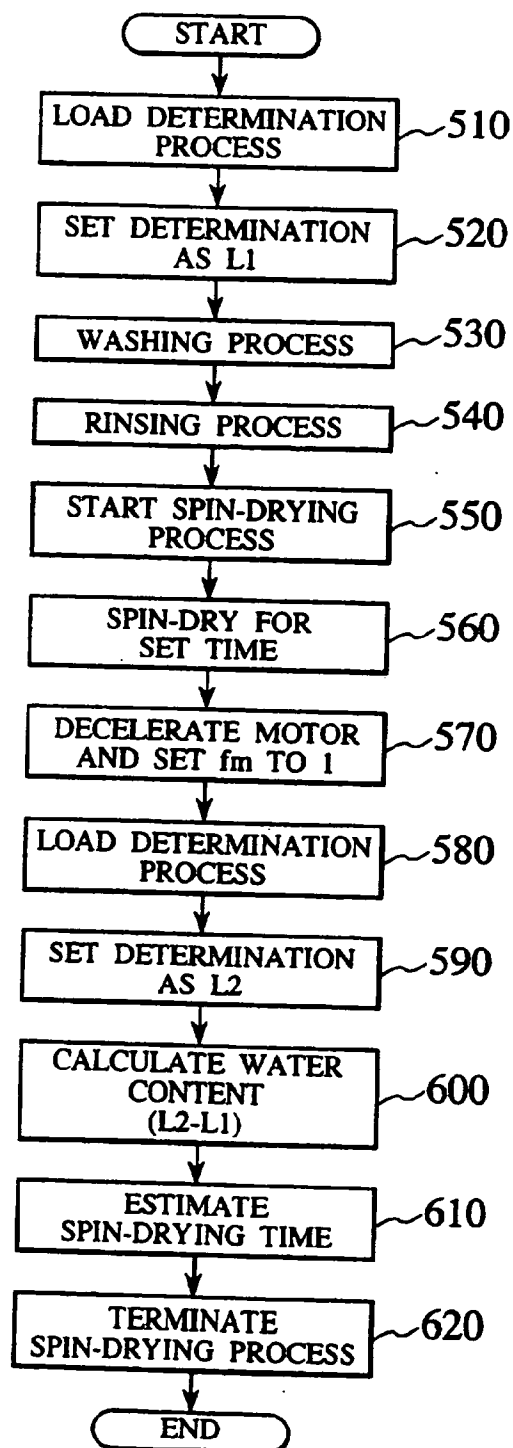 START
LOAD DETERMINATION
PROCESS
510
SET DETERMINATION
AS L1
520
WASHING PROCESS
530
RINSING PROCESS
540
START SPIN-DRYING
PROCESS
550
SPIN-DRY FOR
SET TIME
560
DECELERATE MOTOR
AND SET fm TO 1
570
LOAD DETERMINATION
PROCESS
580
SET DETERMINATION
AS L2
590
CALCULATE WATER
CONTENT
(L2-L1)
600
ESTIMATE
SPIN-DRYING TIME
610
TERMINATE
SPIN-DRYING PROCESS
620
END